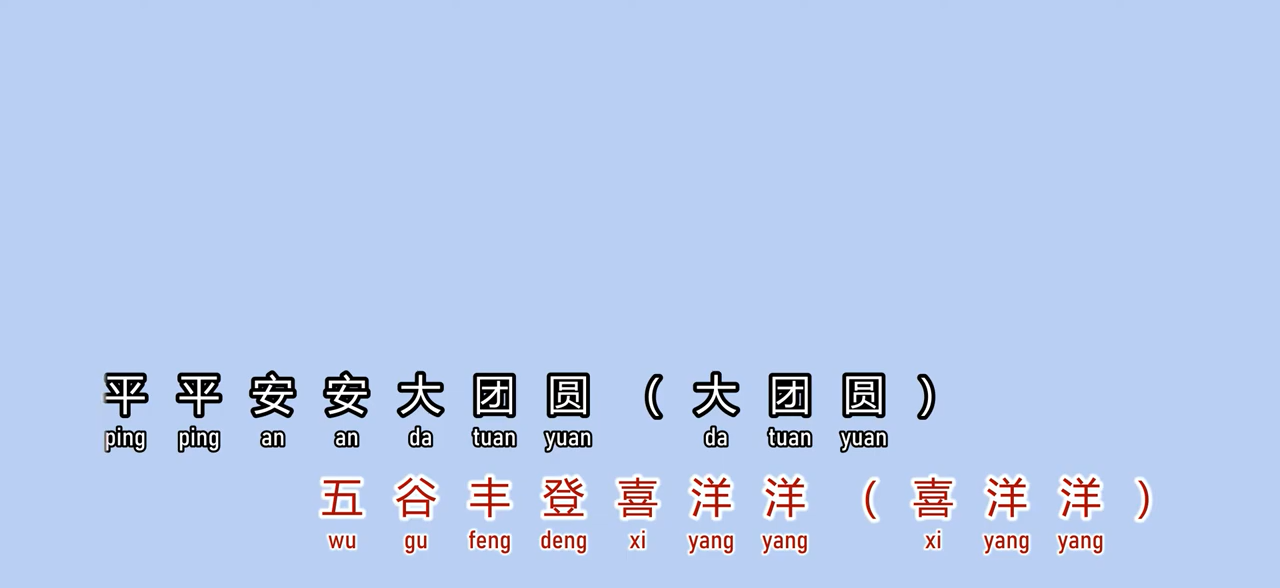 平平安安大团圆（大团圆）
ping ping an an da tuan yuan da tuan yuan
五谷丰登喜洋洋（喜洋洋）
wu gu feng deng xi yang yang xi yang yang